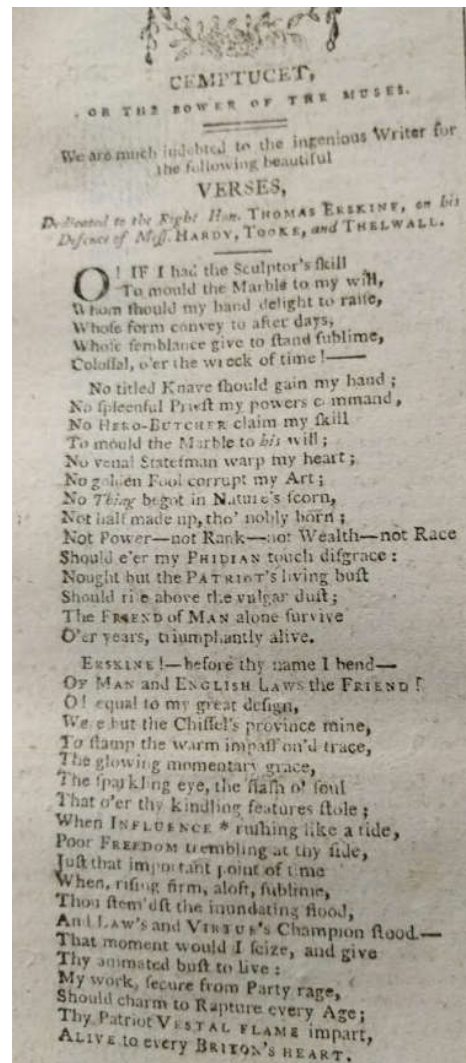 CEMPTUCET,
OR THE BOWER OF THE MUSES.
We are much indebted to the ingenious Writer for
the following beautiful
VERSES,
Dedicated to the Right Hon. THOMAS ERSKINE, on his
Defence of Meſſ. HARDY, TOOKE, and THELWALL.
O! IF I had the Sculptor's ſkill
To mould the Marble to my will,
Whom ſhould my hand delight to raiſe,
Whoſe form convey to after days,
Whoſe ſemblance give to ſtand ſublime,
Coloſſal, o'er the wreck of time!—
No titled Knave ſhould gain my hand;
No ſpleenful Prieſt my powers command,
No HERO-BUTCHER claim my ſkill
To mould the Marble to his will;
No venal Stateſman warp my heart;
No golden Fool corrupt my Art;
No Thing begot in Nature's ſcorn,
Not half made up, tho' nobly born;
Not Power—not Rank—not Wealth—not Race
Should e'er my PHIDIAN touch diſgrace:
Nought but the PATRIOT's living buſt
Should riſe above the vulgar duſt;
The FRIEND of MAN alone ſurvive
O'er years, triumphantly alive.
ERSKINE!—before thy name I bend—
OF MAN and ENGLISH LAWS the FRIEND!
O! equal to my great deſign,
Were but the Chiſſel's province mine,
To ſtamp the warm impaſſion'd trace,
The glowing momentary grace,
The ſparkling eye, the flaſh of ſoul
That o'er thy kindling features ſtole;
When INFLUENCE * ruſhing like a tide,
Poor FREEDOM trembling at thy ſide,
Juſt that important point of time
When, riſing firm, aloft, ſublime,
Thou ſtem'dſt the inundating flood,
And LAW's and VIRTUE's Champion ſtood.—
That moment would I ſeize, and give
Thy animated buſt to live:
My work, ſecure from Party rage,
Should charm to Rapture every Age;
Thy Patriot VESTAL FLAME impart,
ALIVE to every BRITON'S HEART.